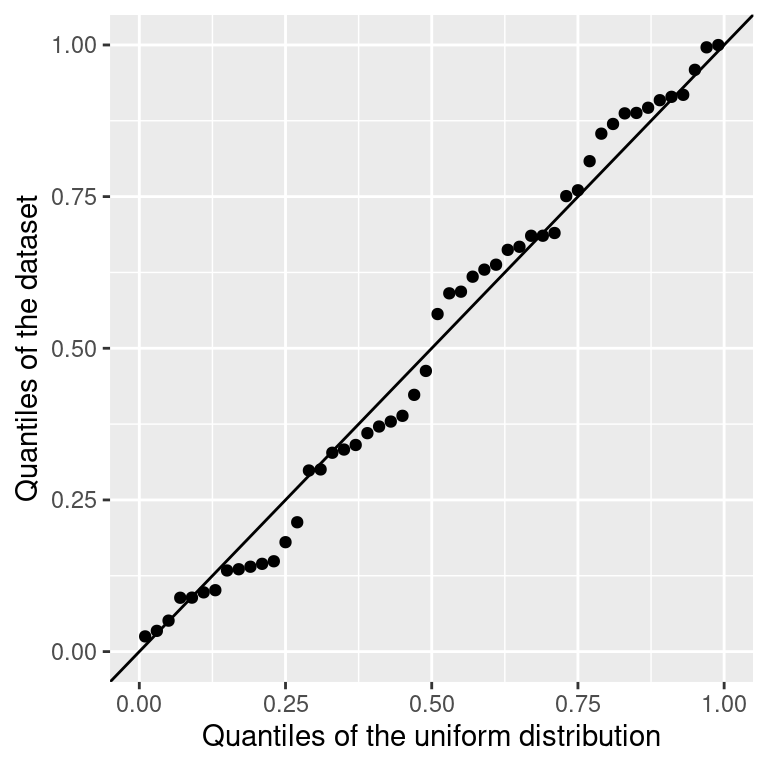 1.00
0.75
0.50
0.25
0.00
Quantiles of the dataset
0.00 0.25 0.50 0.75 1.00
Quantiles of the uniform distribution